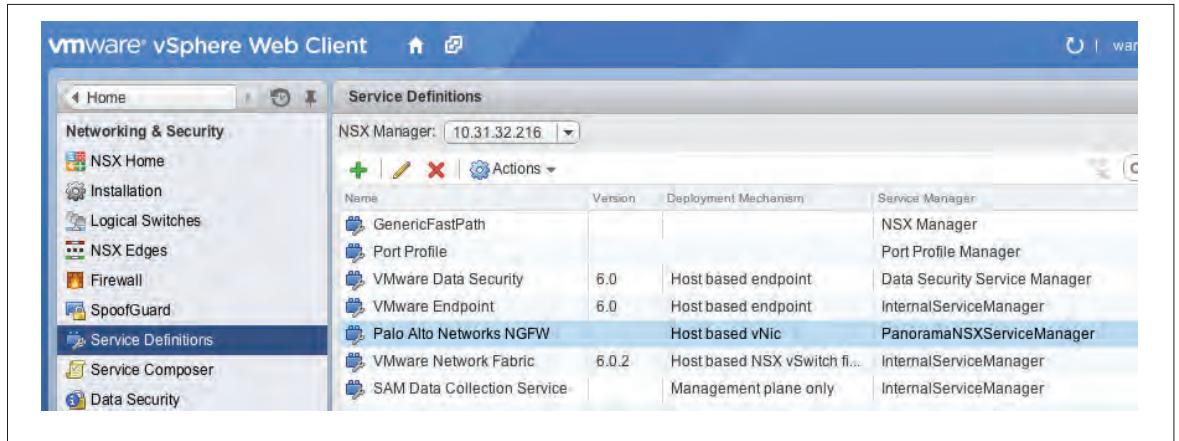 vmware® vSphere Web Client
Home
Networking & Security
NSX Home
Installation
Logical Switches
NSX Edges
Firewall
SpoofGuard
Service Definitions
Service Composer
Data Security
Service Definitions
NSX Manager: 10.31.32.216
Actions
Name Version Deployment Mechanism Service Manager
GenericFastPath NSX Manager
Port Profile Port Profile Manager
VMware Data Security 6.0 Host based endpoint Data Security Service Manager
VMware Endpoint 6.0 Host based endpoint InternalServiceManager
Palo Alto Networks NGFW Host based vNic PanoramaNSXServiceManager
VMware Network Fabric 6.0.2 Host based NSX vSwitch fi... InternalServiceManager
SAM Data Collection Service Management plane only InternalServiceManager